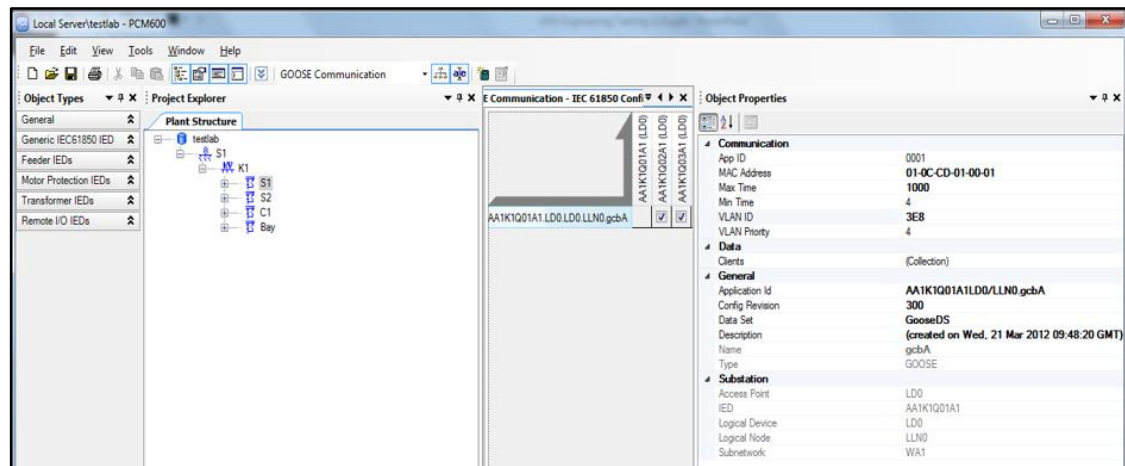 Local Server\testlab - PCM600
File Edit View Tools Window Help
GOOSE Communication
Object Types
General
Generic IEC61850 IED
Feeder IEDs
Motor Protection IEDs
Transformer IEDs
Remote I/O IEDs
Project Explorer
Plant Structure
testlab
S1
K1
S1
S2
C1
Bay
E Communication - IEC 61850 Confi
AA1K1Q01A1 (LD0)
AA1K1Q02A1 (LD0)
AA1K1Q03A1 (LD0)
AA1K1Q01A1.LD0.LD0.LLN0.gcbA
Object Properties
Communication
App ID 0001
MAC Address 01-0C-CD-01-00-01
Max Time 1000
Min Time 4
VLAN ID 3E8
VLAN Priority 4
Data
Clients (Collection)
General
Application Id AA1K1Q01A1LD0/LLN0.gcbA
Config Revision 300
Data Set GooseDS
Description (created on Wed, 21 Mar 2012 09:48:20 GMT)
Name gcbA
Type GOOSE
Substation
Access Point LD0
IED AA1K1Q01A1
Logical Device LD0
Logical Node LLN0
Subnetwork WA1